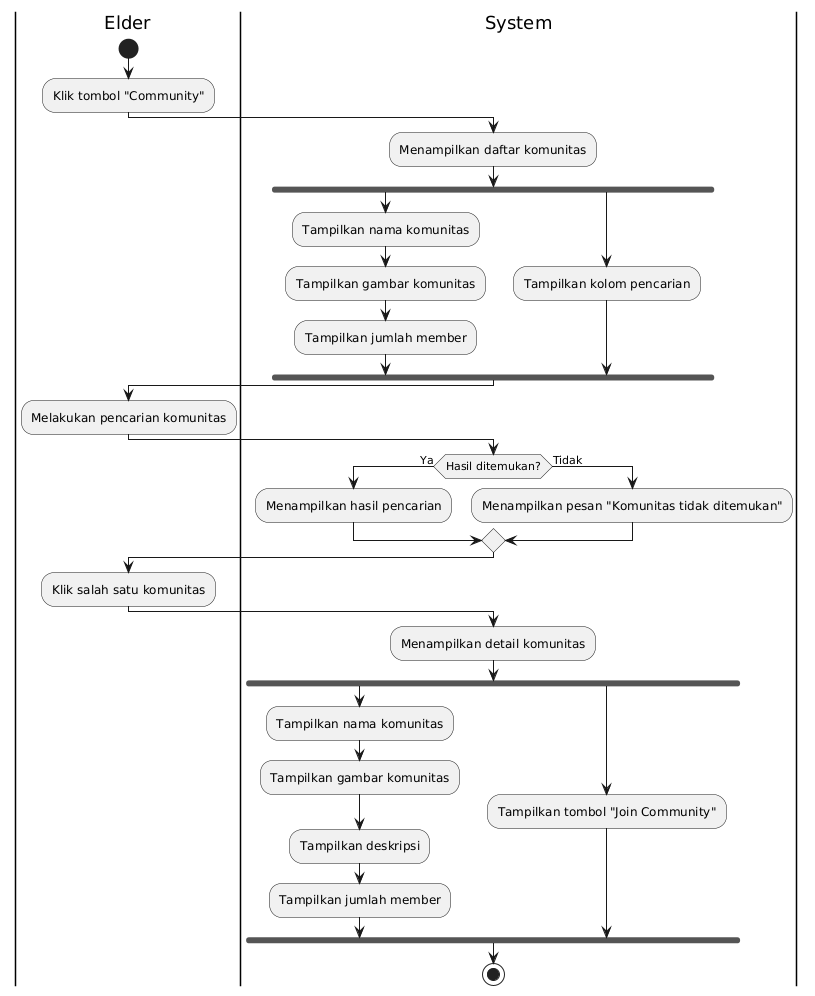 Elder
System
Klik tombol "Community"
Menampilkan daftar komunitas
Tampilkan nama komunitas
Tampilkan gambar komunitas
Tampilkan kolom pencarian
Tampilkan jumlah member
Melakukan pencarian komunitas
Ya
Hasil ditemukan?
Tidak
Menampilkan hasil pencarian
Menampilkan pesan "Komunitas tidak ditemukan"
Klik salah satu komunitas
Menampilkan detail komunitas
Tampilkan nama komunitas
Tampilkan gambar komunitas
Tampilkan tombol "Join Community"
Tampilkan deskripsi
Tampilkan jumlah member